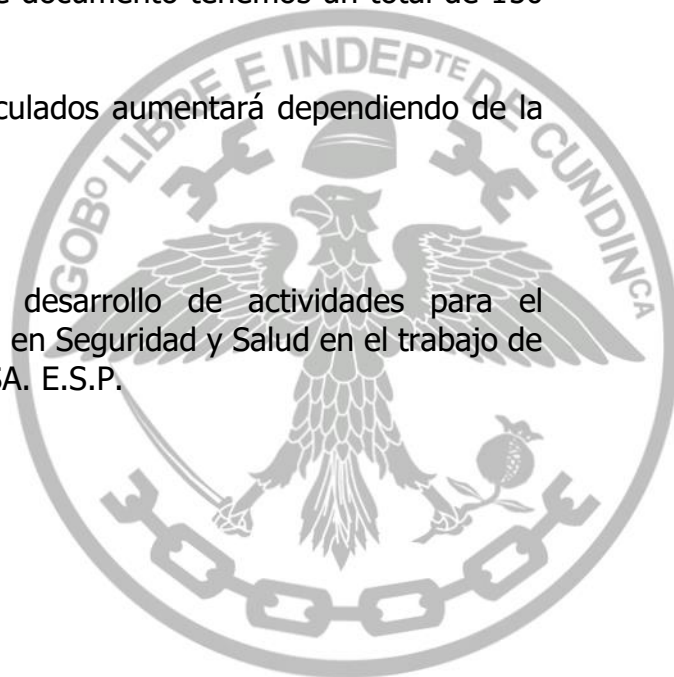 e documento tenemos un total de 150
culados aumentará dependiendo de la
desarrollo de actividades para el
en Seguridad y Salud en el trabajo de
SA. E.S.P.
GOBº LIBRE E INDEPTE DE CUNDINCA